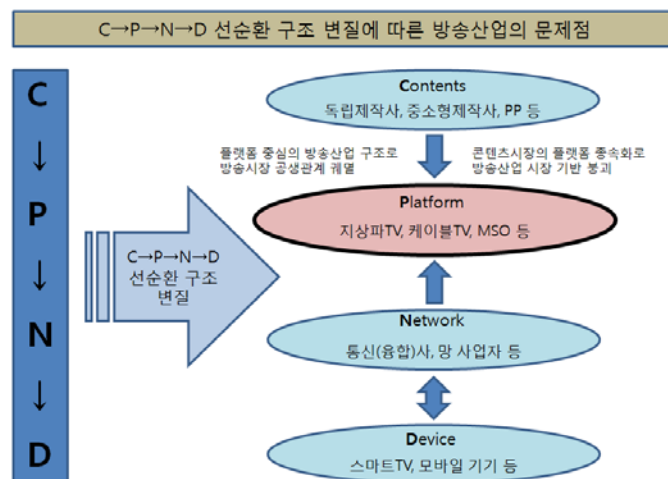 C→P→N→D 선순환 구조 변질에 따른 방송산업의 문제점
C
↓
P
↓
N
↓
D
C→P→N→D
선순환 구조
변질
Contents
독립제작사, 중소형제작사, PP 등
플랫폼 중심의 방송산업 구조로
방송시장 공생관계 궤멸
콘텐츠시장의 플랫폼 종속화로
방송산업 시장 기반 붕괴
Platform
지상파TV, 케이블TV, MSO 등
Network
통신(융합)사, 망 사업자 등
Device
스마트TV, 모바일 기기 등